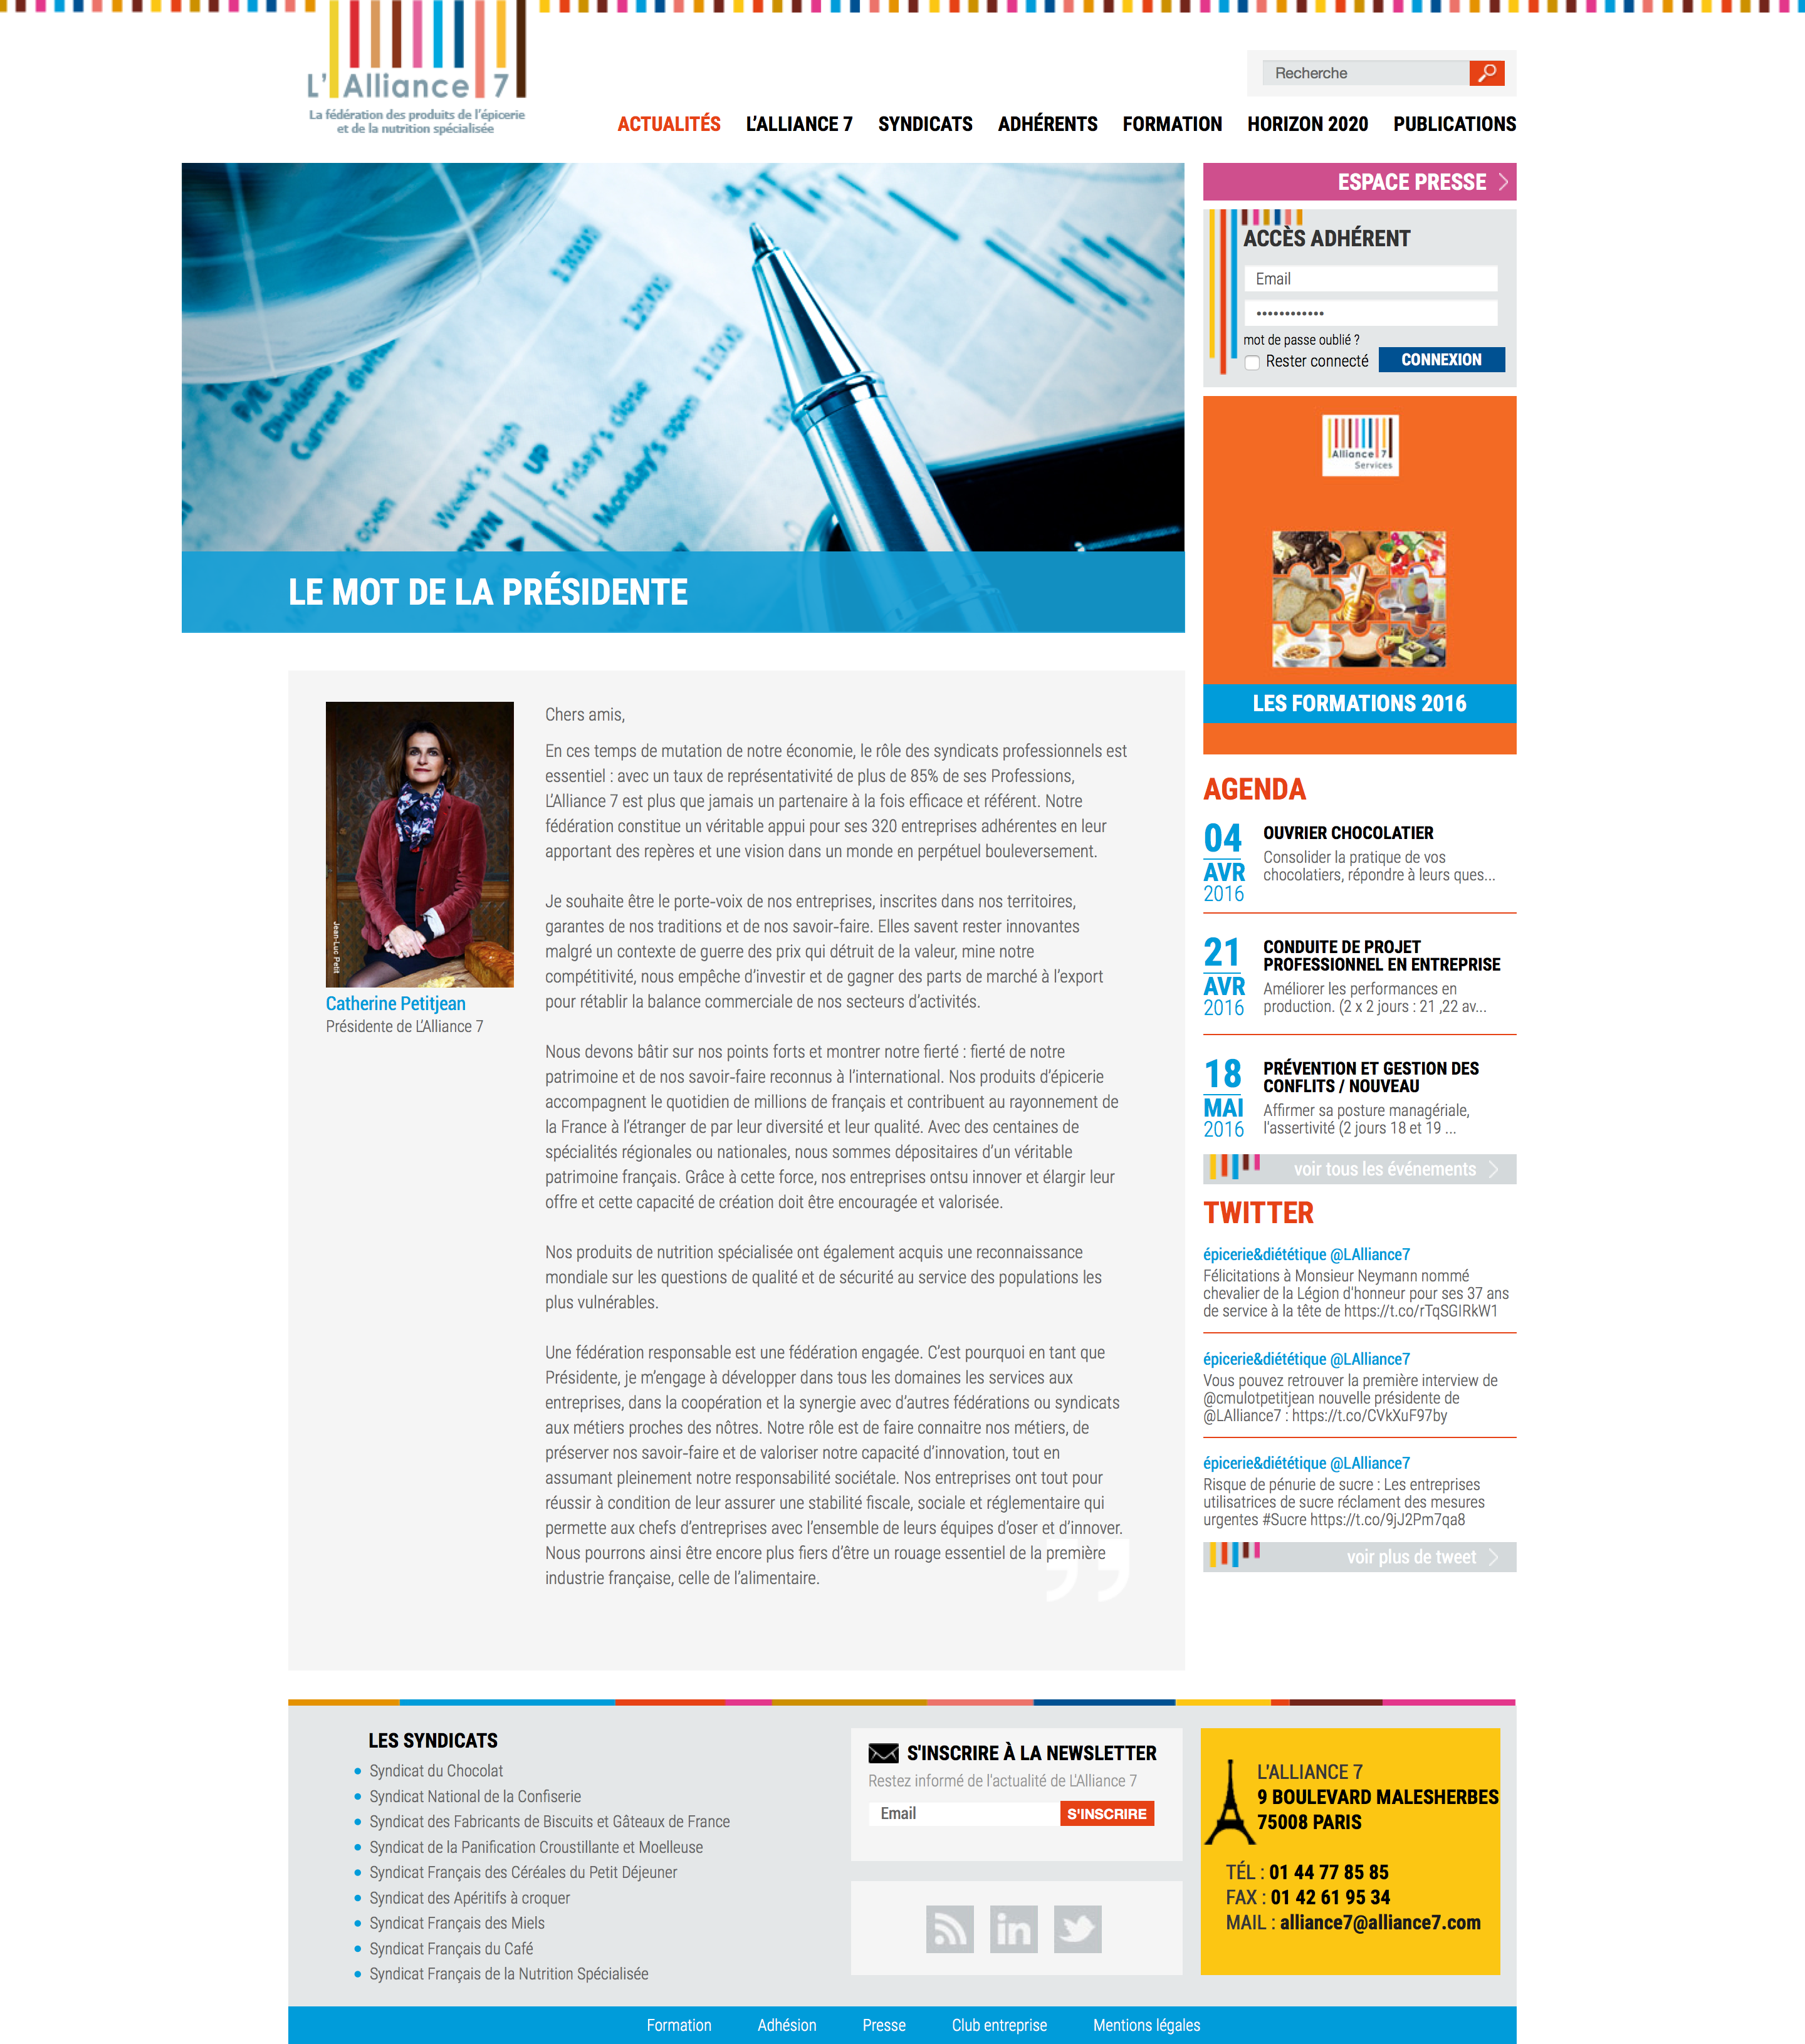 L'Alliance 7
La fédération des produits de l'épicerie
et de la nutrition spécialisée
Recherche
ACTUALITÉS
L'ALLIANCE 7
SYNDICATS
ADHÉRENTS
FORMATION
HORIZON 2020
PUBLICATIONS
13000
12000
11000
10
Current di
Week's high
UP
DOWN
Friday's close
Monday's open
open
LE MOT DE LA PRÉSIDENTE
Jean-Luc Petit
Catherine Petitjean
Présidente de L'Alliance 7
Chers amis,
En ces temps de mutation de notre économie, le rôle des syndicats professionnels est
essentiel : avec un taux de représentativité de plus de 85% de ses Professions,
L'Alliance 7 est plus que jamais un partenaire à la fois efficace et référent. Notre
fédération constitue un véritable appui pour ses 320 entreprises adhérentes en leur
apportant des repères et une vision dans un monde en perpétuel bouleversement.
Je souhaite être le porte-voix de nos entreprises, inscrites dans nos territoires,
garantes de nos traditions et de nos savoir-faire. Elles savent rester innovantes
malgré un contexte de guerre des prix qui détruit de la valeur, mine notre
compétitivité, nous empêche d'investir et de gagner des parts de marché à l'export
pour rétablir la balance commerciale de nos secteurs d'activités.
Nous devons bâtir sur nos points forts et montrer notre fierté : fierté de notre
patrimoine et de nos savoir-faire reconnus à l'international. Nos produits d'épicerie
accompagnent le quotidien de millions de français et contribuent au rayonnement de
la France à l'étranger de par leur diversité et leur qualité. Avec des centaines de
spécialités régionales ou nationales, nous sommes dépositaires d'un véritable
patrimoine français. Grâce à cette force, nos entreprises ontsu innover et élargir leur
offre et cette capacité de création doit être encouragée et valorisée.
Nos produits de nutrition spécialisée ont également acquis une reconnaissance
mondiale sur les questions de qualité et de sécurité au service des populations les
plus vulnérables.
Une fédération responsable est une fédération engagée. C'est pourquoi en tant que
Présidente, je m'engage à développer dans tous les domaines les services aux
entreprises, dans la coopération et la synergie avec d'autres fédérations ou syndicats
aux métiers proches des nôtres. Notre rôle est de faire connaitre nos métiers, de
préserver nos savoir-faire et de valoriser notre capacité d'innovation, tout en
assumant pleinement notre responsabilité sociétale. Nos entreprises ont tout pour
réussir à condition de leur assurer une stabilité fiscale, sociale et réglementaire qui
permette aux chefs d'entreprises avec l'ensemble de leurs équipes d'oser et d'innover.
Nous pourrons ainsi être encore plus fiers d'être un rouage essentiel de la première
industrie française, celle de l'alimentaire.
ESPACE PRESSE
ACCÈS ADHÉRENT
Email
••••••••••••
mot de passe oublié ?
Rester connecté
CONNEXION
Alliance 7
Services
LES FORMATIONS 2016
AGENDA
04
AVR
2016
OUVRIER CHOCOLATIER
Consolider la pratique de vos
chocolatiers, répondre à leurs ques...
21
AVR
2016
CONDUITE DE PROJET
PROFESSIONNEL EN ENTREPRISE
Améliorer les performances en
production. (2 x 2 jours : 21 ,22 av...
18
MAI
2016
PRÉVENTION ET GESTION DES
CONFLITS / NOUVEAU
Affirmer sa posture managériale,
l'assertivité (2 jours 18 et 19 ...
voir tous les événements
TWITTER
épicerie&diététique @LAlliance7
Félicitations à Monsieur Neymann nommé
chevalier de la Légion d'honneur pour ses 37 ans
de service à la tête de https://t.co/rTqSGIRkW1
épicerie&diététique @LAlliance7
Vous pouvez retrouver la première interview de
@cmulotpetitjean nouvelle présidente de
@LAlliance7 : https://t.co/CVkXuF97by
épicerie&diététique @LAlliance7
Risque de pénurie de sucre : Les entreprises
utilisatrices de sucre réclament des mesures
urgentes #Sucre https://t.co/9jJ2Pm7qa8
voir plus de tweet
LES SYNDICATS
Syndicat du Chocolat
Syndicat National de la Confiserie
Syndicat des Fabricants de Biscuits et Gâteaux de France
Syndicat de la Panification Croustillante et Moelleuse
Syndicat Français des Céréales du Petit Déjeuner
Syndicat des Apéritifs à croquer
Syndicat Français des Miels
Syndicat Français du Café
Syndicat Français de la Nutrition Spécialisée
S'INSCRIRE À LA NEWSLETTER
Restez informé de l'actualité de L'Alliance 7
Email
S'INSCRIRE
in
L'ALLIANCE 7
9 BOULEVARD MALESHERBES
75008 PARIS
TÉL : 01 44 77 85 85
FAX : 01 42 61 95 34
MAIL : alliance7@alliance7.com
Formation
Adhésion
Presse
Club entreprise
Mentions légales